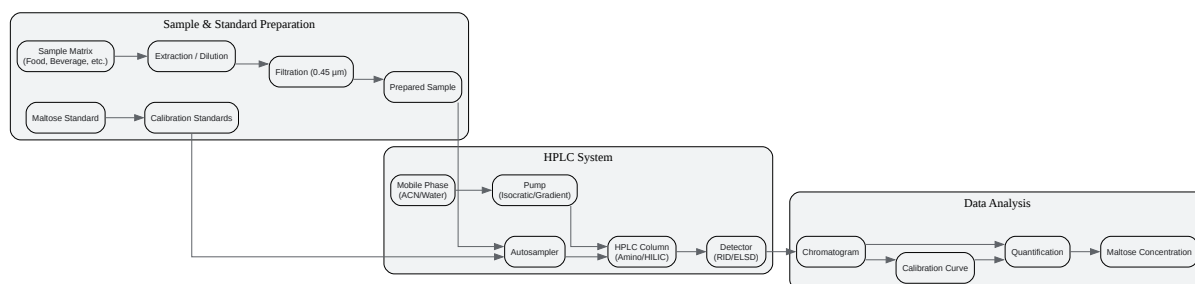 Sample & Standard Preparation
Sample Matrix
(Food, Beverage, etc.)
Extraction / Dilution
Filtration (0.45 µm)
Prepared Sample
Maltose Standard
Calibration Standards
HPLC System
Mobile Phase
(ACN/Water)
Pump
(Isocratic/Gradient)
Autosampler
HPLC Column
(Amino/HILIC)
Detector
(RID/ELSD)
Data Analysis
Chromatogram
Calibration Curve
Quantification
Maltose Concentration